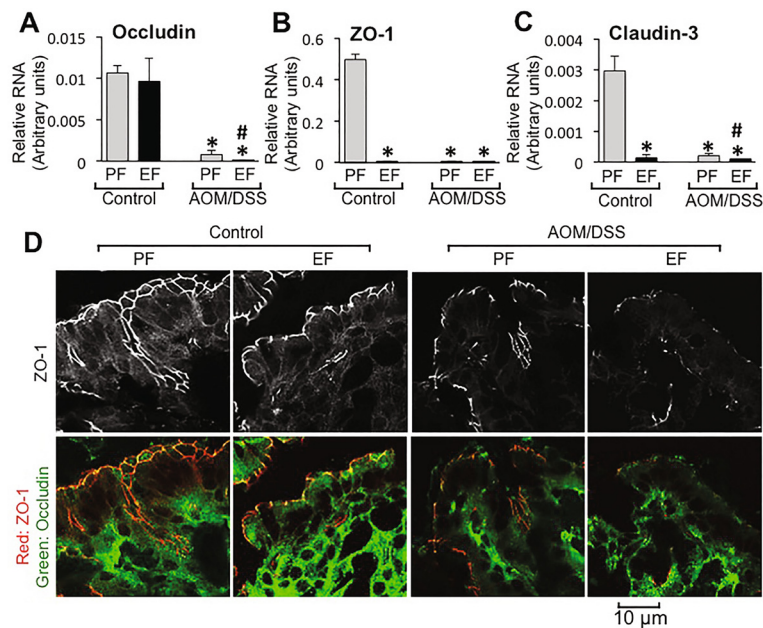 A
Occludin
Relative RNA
(Arbitrary units)
0.015
0.01
0.005
0
*
#
*
PF EF PF EF
Control AOM/DSS
B
ZO-1
Relative RNA
(Arbitrary units)
0.6
0.4
0.2
0
* * *
PF EF PF EF
Control AOM/DSS
C
Claudin-3
Relative RNA
(Arbitrary units)
0.004
0.003
0.002
0.001
0
* *
#
*
PF EF PF EF
Control AOM/DSS
D
Control AOM/DSS
PF EF PF EF
ZO-1
Red: ZO-1
Green: Occludin
10 µm